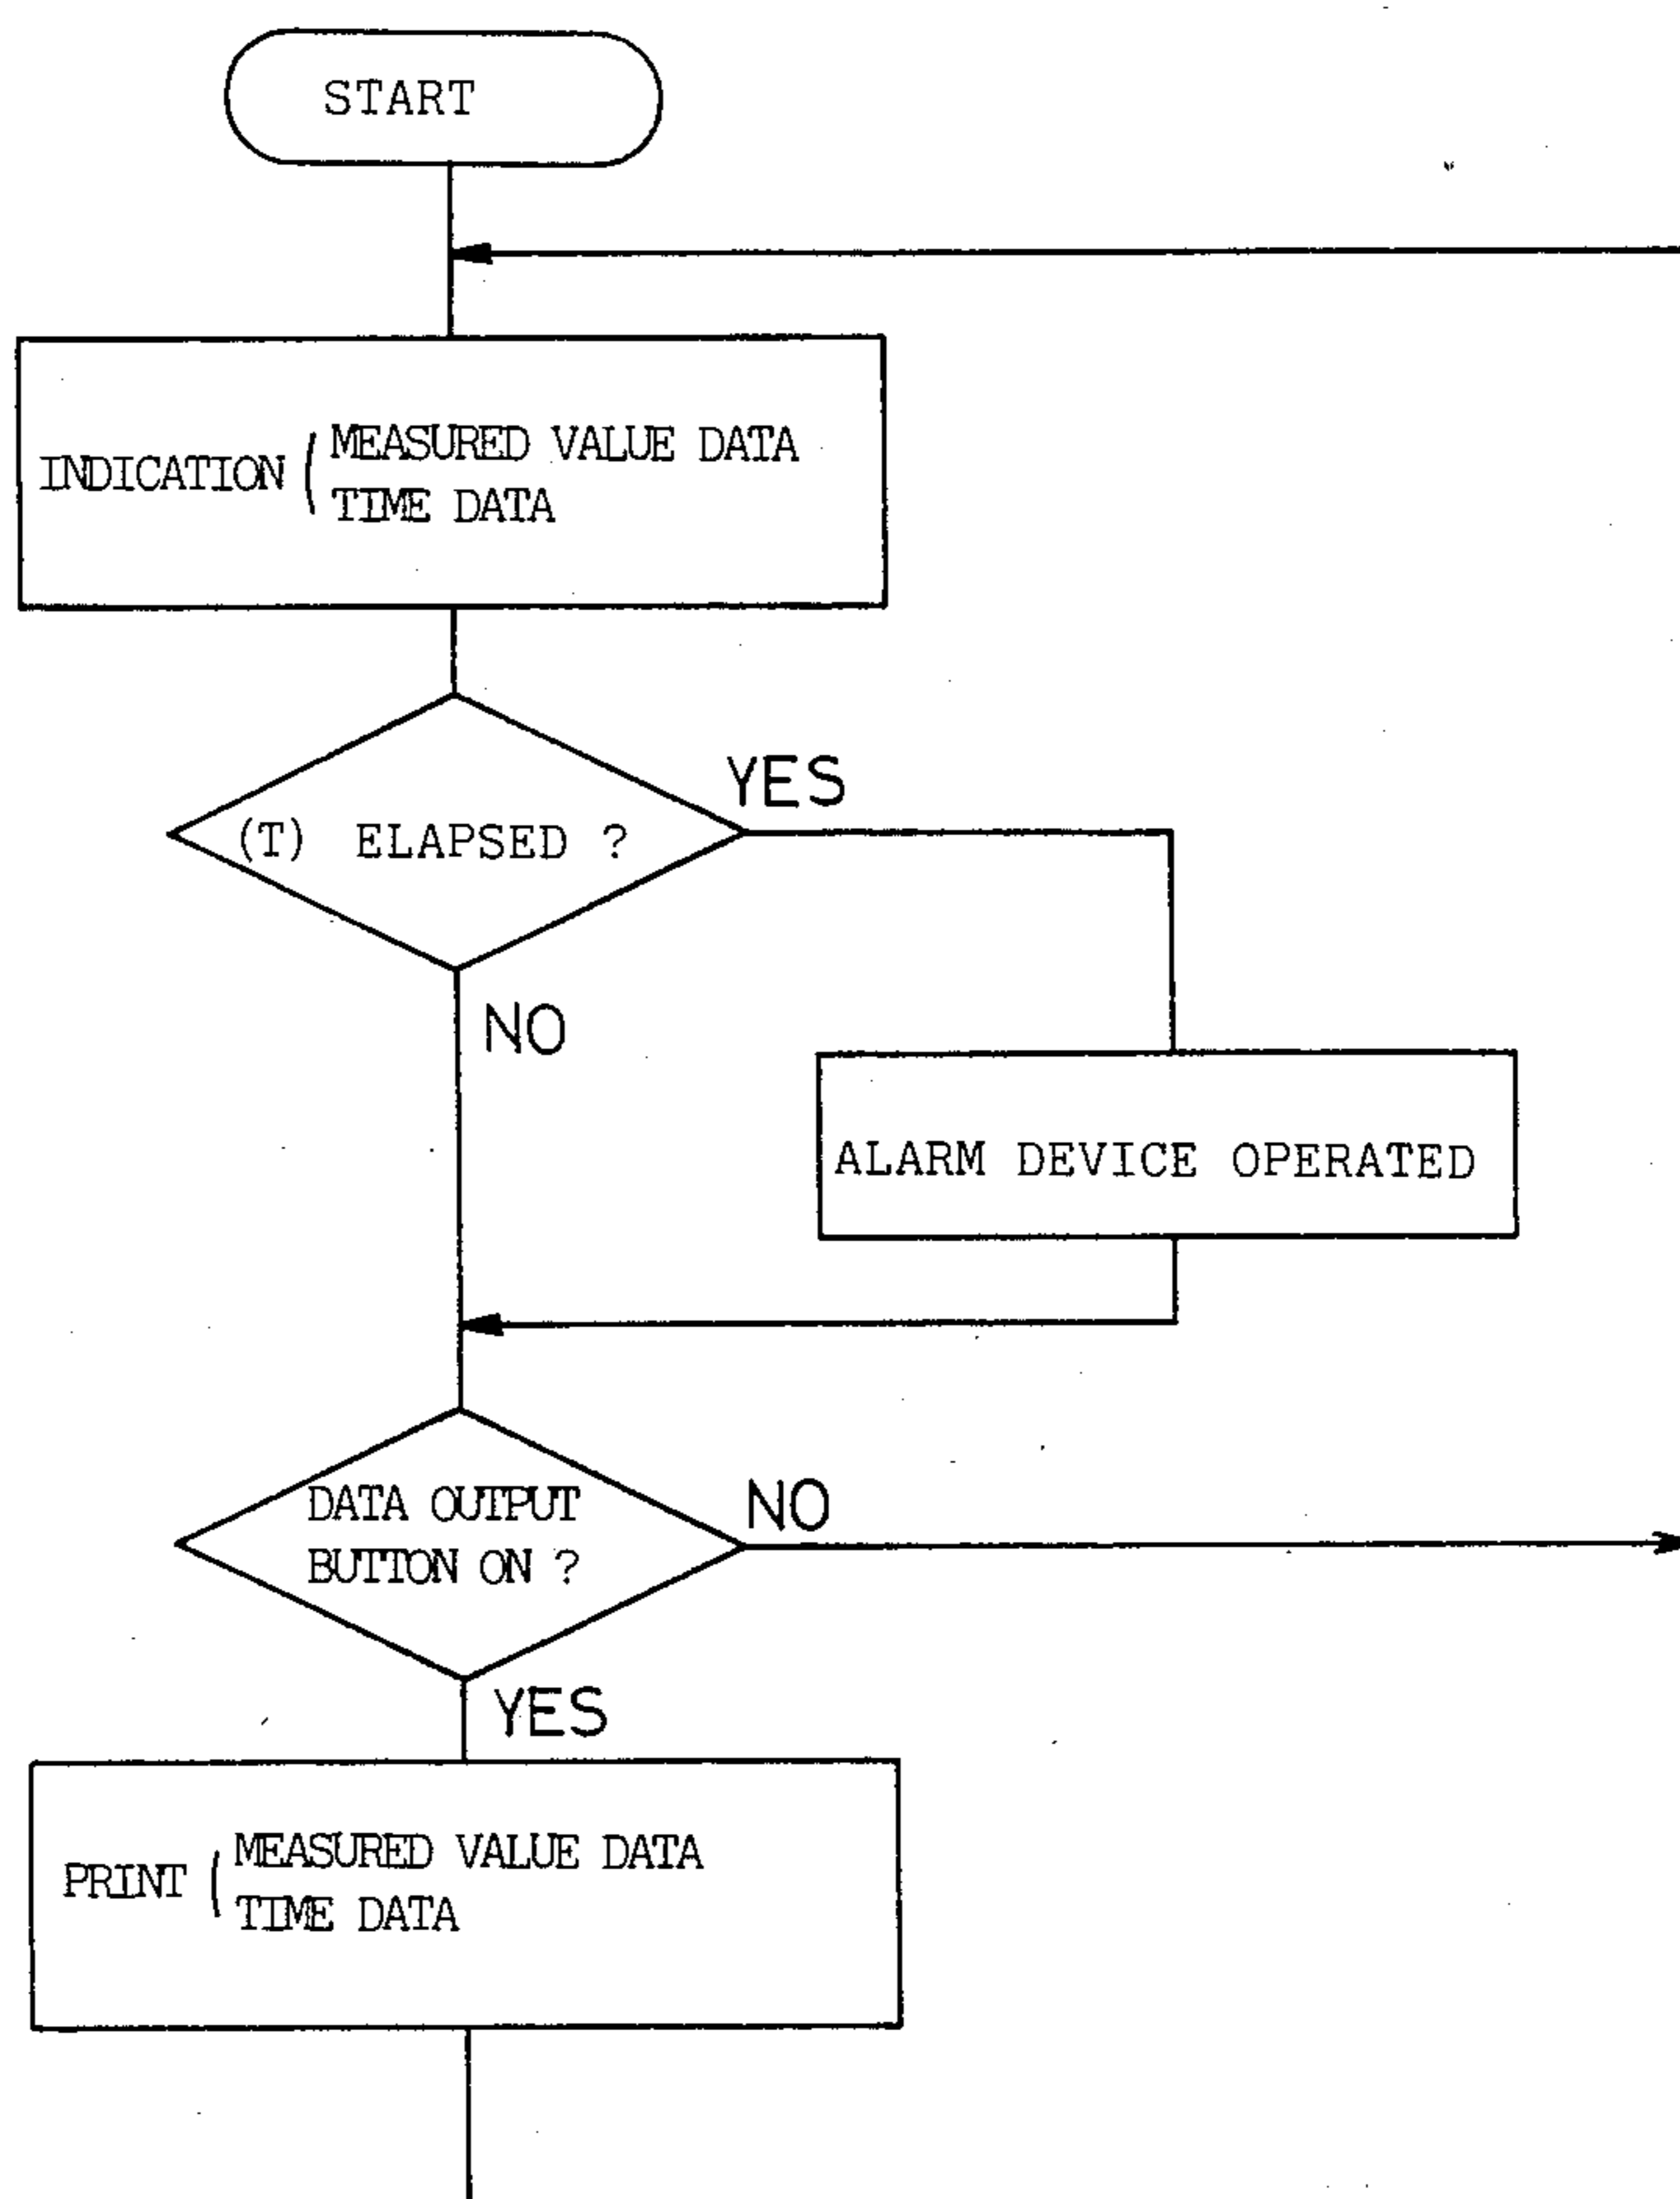 START
INDICATION ( MEASURED VALUE DATA
TIME DATA
(T) ELAPSED ?
YES
NO
ALARM DEVICE OPERATED
DATA OUTPUT
BUTTON ON ?
NO
YES
PRINT ( MEASURED VALUE DATA
TIME DATA